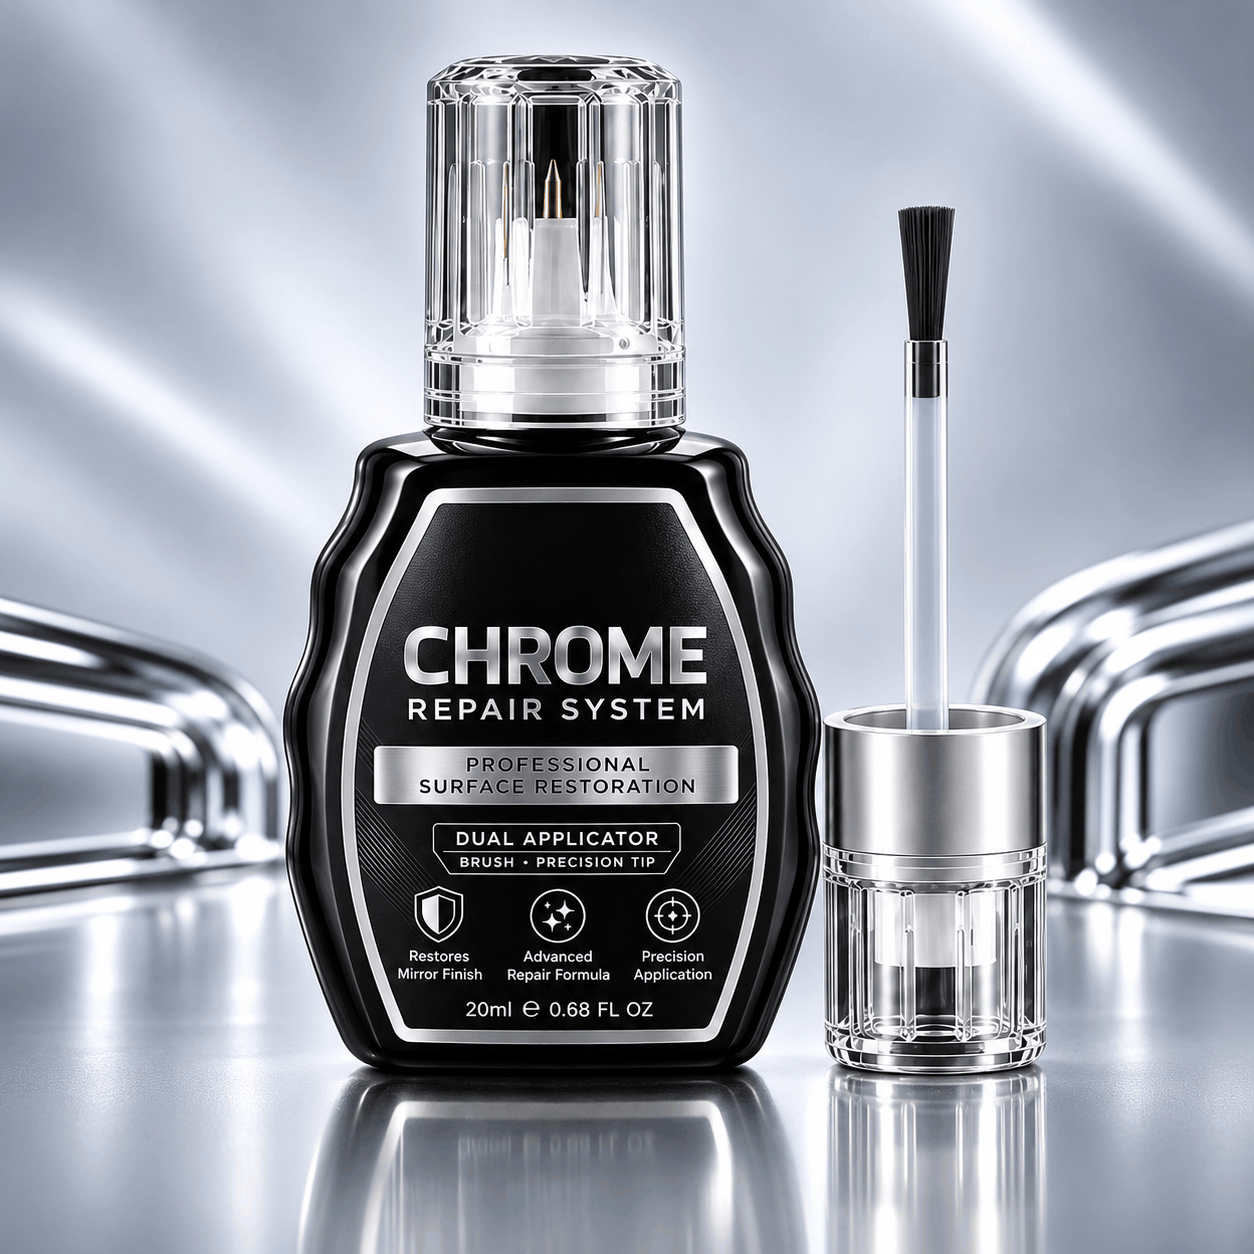 CHROME
REPAIR SYSTEM
PROFESSIONAL
SURFACE RESTORATION
DUAL APPLICATOR
BRUSH • PRECISION TIP
Restores
Mirror Finish
Advanced
Repair Formula
Precision
Application
20ml ℮ 0.68 FL OZ